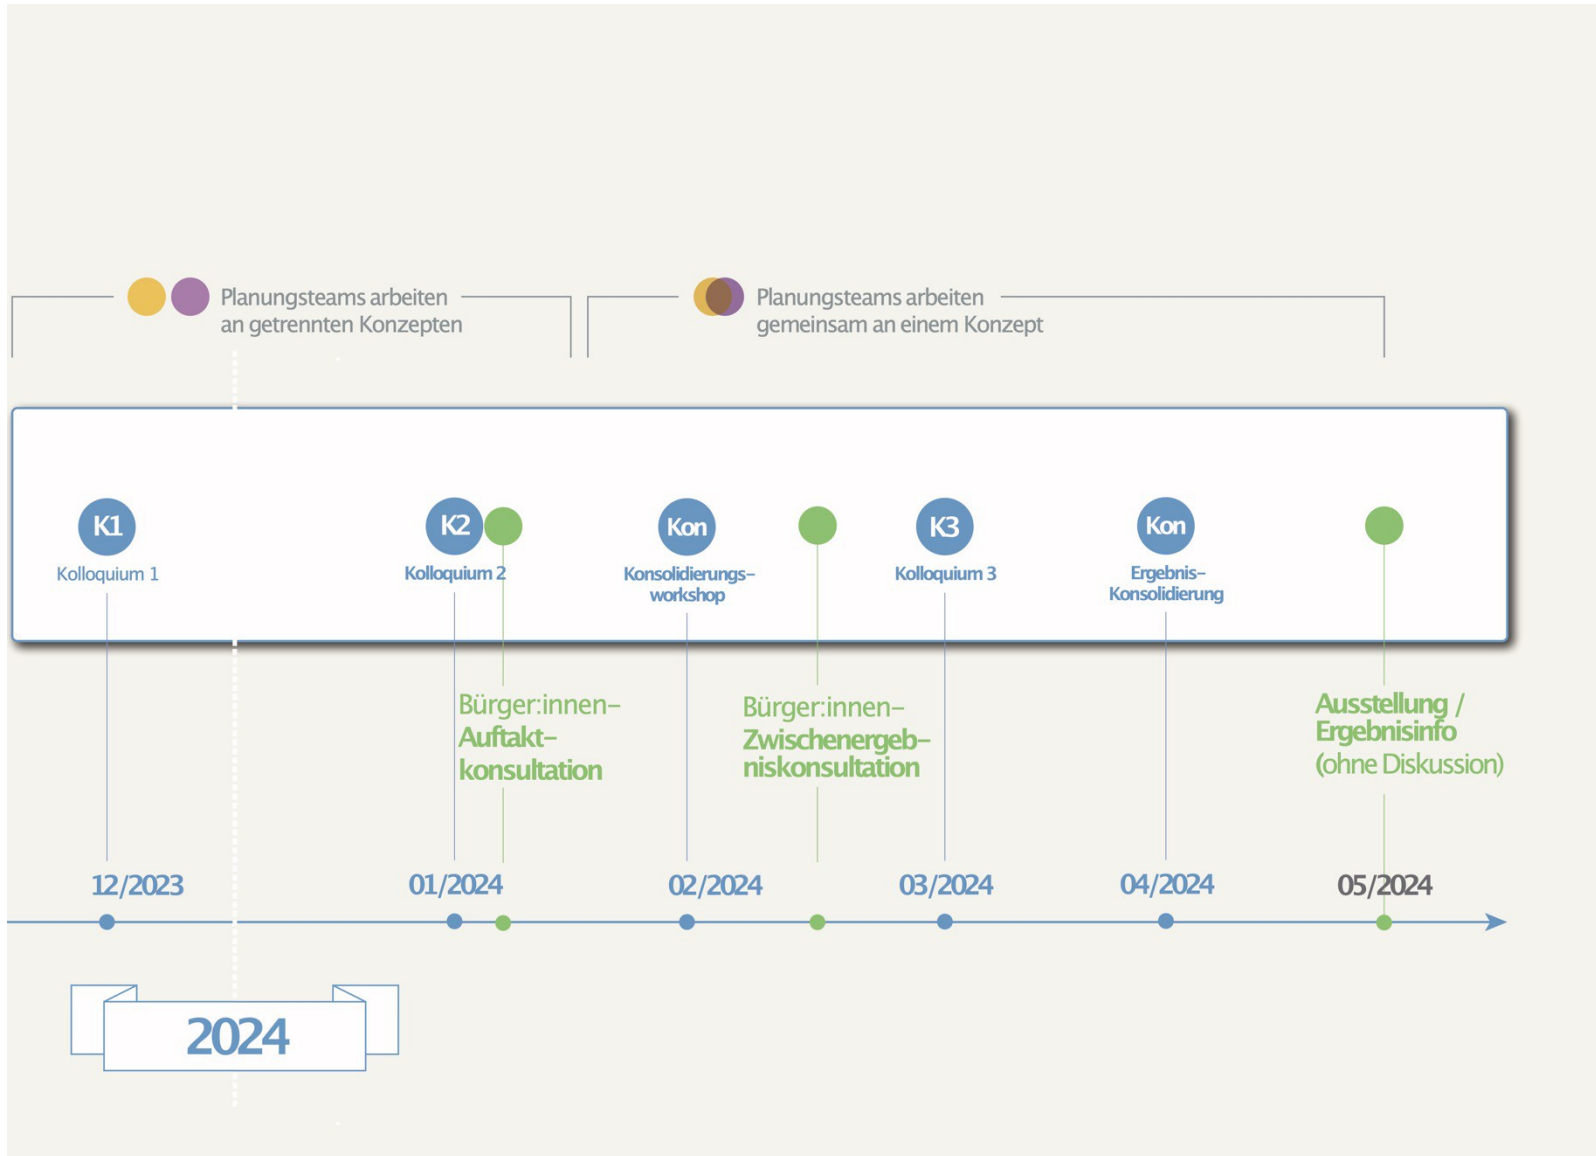 Planungsteams arbeiten
an getrennten Konzepten
Planungsteams arbeiten
gemeinsam an einem Konzept
K1
Kolloquium 1
K2
Kolloquium 2
Kon
Konsolidierungs-
workshop
K3
Kolloquium 3
Kon
Ergebnis-
Konsolidierung
Bürger:innen-
Auftakt-
konsultation
Bürger:innen-
Zwischenergeb-
niskonsultation
Ausstellung /
Ergebnisinfo
(ohne Diskussion)
12/2023
01/2024
02/2024
03/2024
04/2024
05/2024
2024